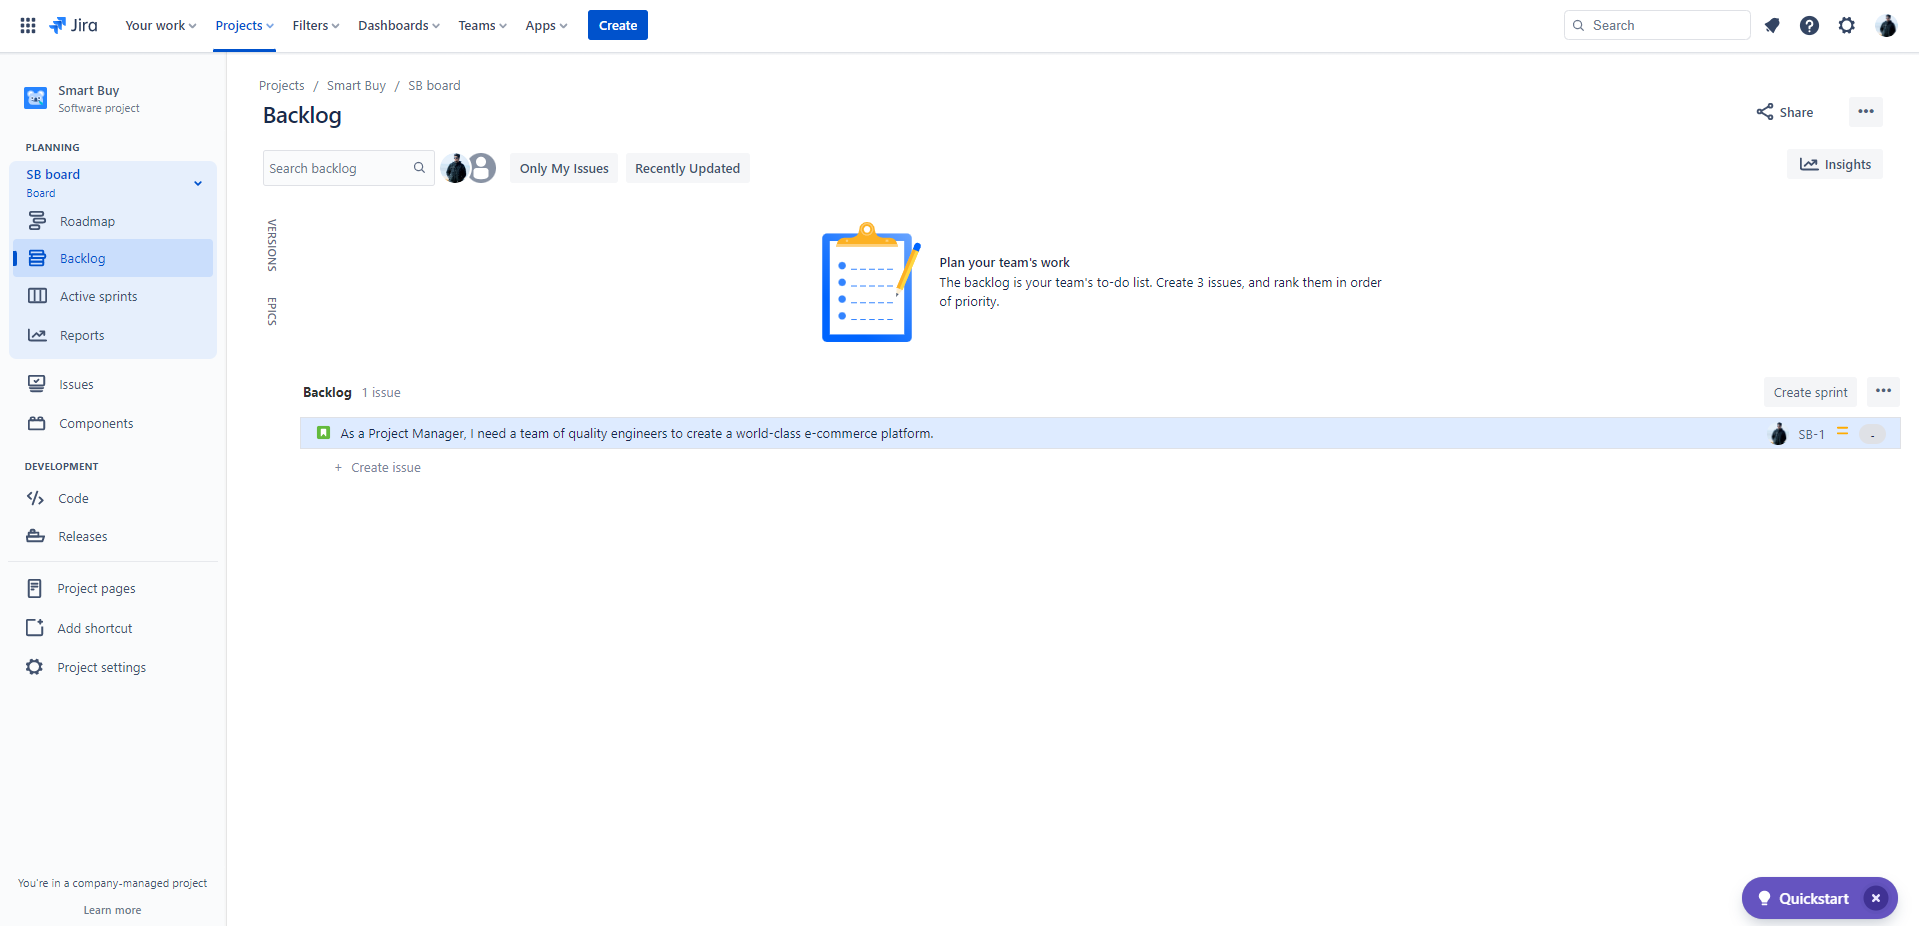 Jira
Your work
Projects
Filters
Dashboards
Teams
Apps
Create
Search
Smart Buy
Software project
PLANNING
SB board
Board
Roadmap
Backlog
Active sprints
Reports
Issues
Components
DEVELOPMENT
Code
Releases
Project pages
Add shortcut
Project settings
You're in a company-managed project
Learn more
Projects / Smart Buy / SB board
Backlog
Share
Search backlog
Only My Issues
Recently Updated
Insights
VERSIONS
EPICS
Plan your team's work
The backlog is your team's to-do list. Create 3 issues, and rank them in order
of priority.
Backlog 1 issue
Create sprint
As a Project Manager, I need a team of quality engineers to create a world-class e-commerce platform.
SB-1
-
+ Create issue
Quickstart